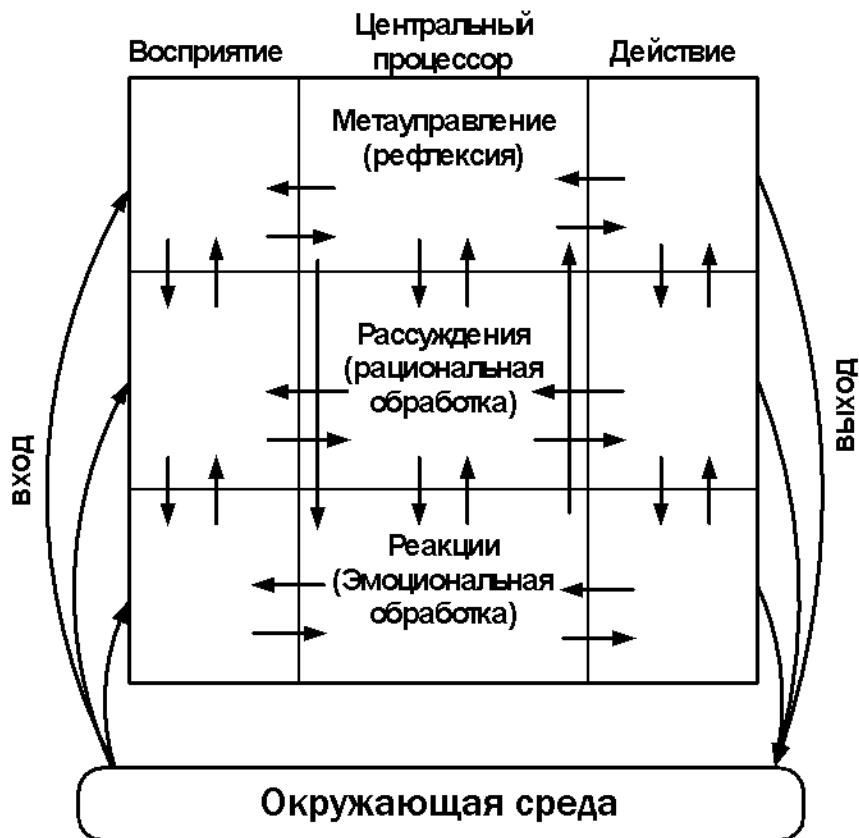 Восприятие
Центральный
процессор
Действие
Метауправление
(рефлексия)
Рассуждения
(рациональная
обработка)
Реакции
(Эмоциональная
обработка)
вход
выход
Окружающая среда